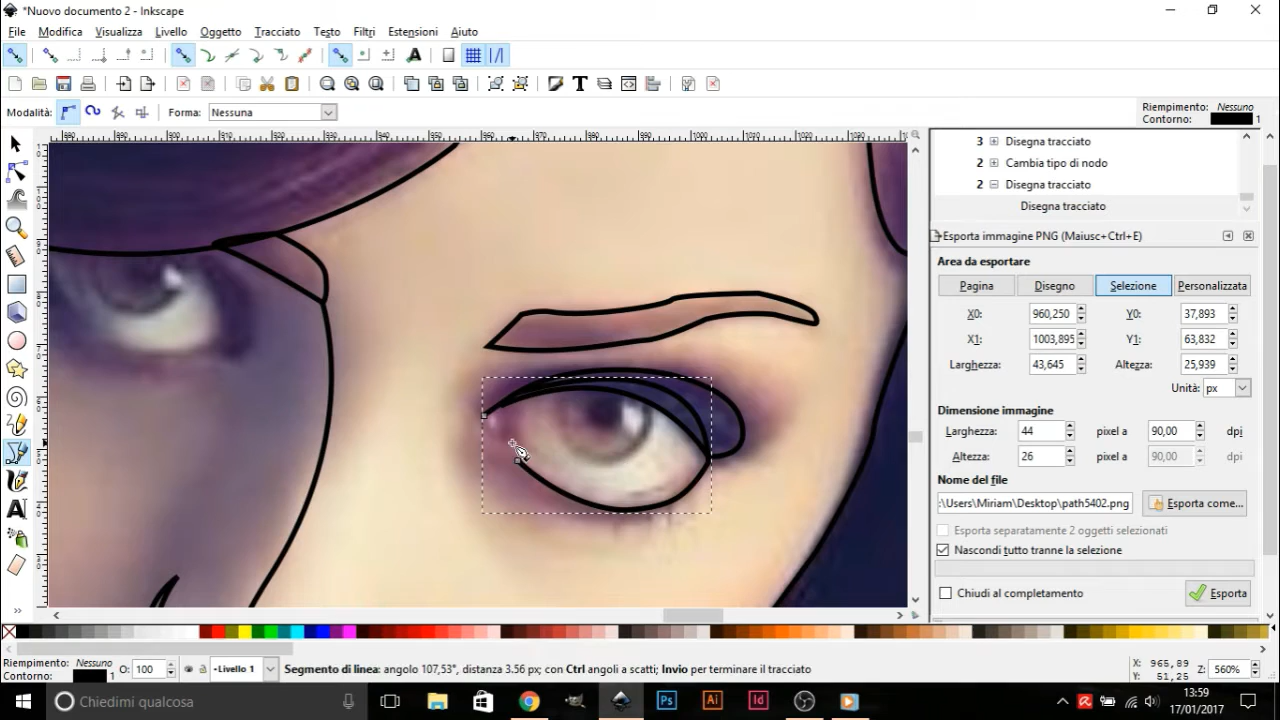 *Nuovo documento 2 - Inkscape
File Modifica Visualizza Livello Oggetto Tracciato Testo Filtri Estensioni Aiuto
Modalità: Forma: Nessuna
Riempimento: Nessuno
Contorno: 1
3 Disegna tracciato
2 Cambia tipo di nodo
2 Disegna tracciato
Disegna tracciato
Esporta immagine PNG (Maiusc+Ctrl+E)
Area da esportare
Pagina Disegno Selezione Personalizzata
X0: 960,250 Y0: 37,893
X1: 1003,895 Y1: 63,832
Larghezza: 43,645 Altezza: 25,939
Unità: px
Dimensione immagine
Larghezza: 44 pixel a 90,00 dpi
Altezza: 26 pixel a 90,00 dpi
Nome del file
:\Users\Miriam\Desktop\path5402.png Esporta come...
Esporta separatamente 2 oggetti selezionati
Nascondi tutto tranne la selezione
Chiudi al completamento Esporta
Riempimento: Nessuno
Contorno: 1
O: 100 -Livello 1 Segmento di linea: angolo 107,53°, distanza 3.56 px; con Ctrl angoli a scatti; Invio per terminare il tracciato
X: 965,89
Y: 51,25
Z: 560%
Chiedimi qualcosa
Ps Ai Id
13:59
17/01/2017